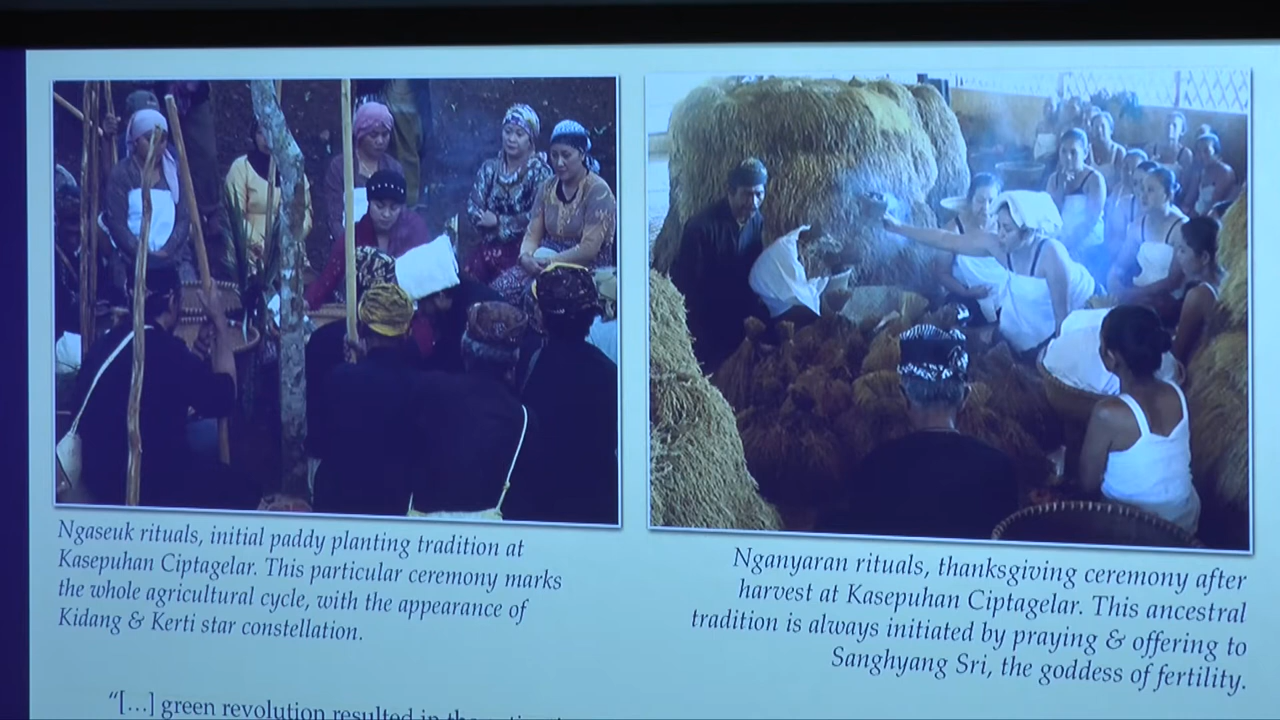 Ngaseuk rituals, initial paddy planting tradition at
Kasepuhan Ciptagelar. This particular ceremony marks
the whole agricultural cycle, with the appearance of
Kidang & Kerti star constellation.
Nganyaran rituals, thanksgiving ceremony after
harvest at Kasepuhan Ciptagelar. This ancestral
tradition is always initiated by praying & offering to
Sanghyang Sri, the goddess of fertility.
"[…] green revolution resulted in the